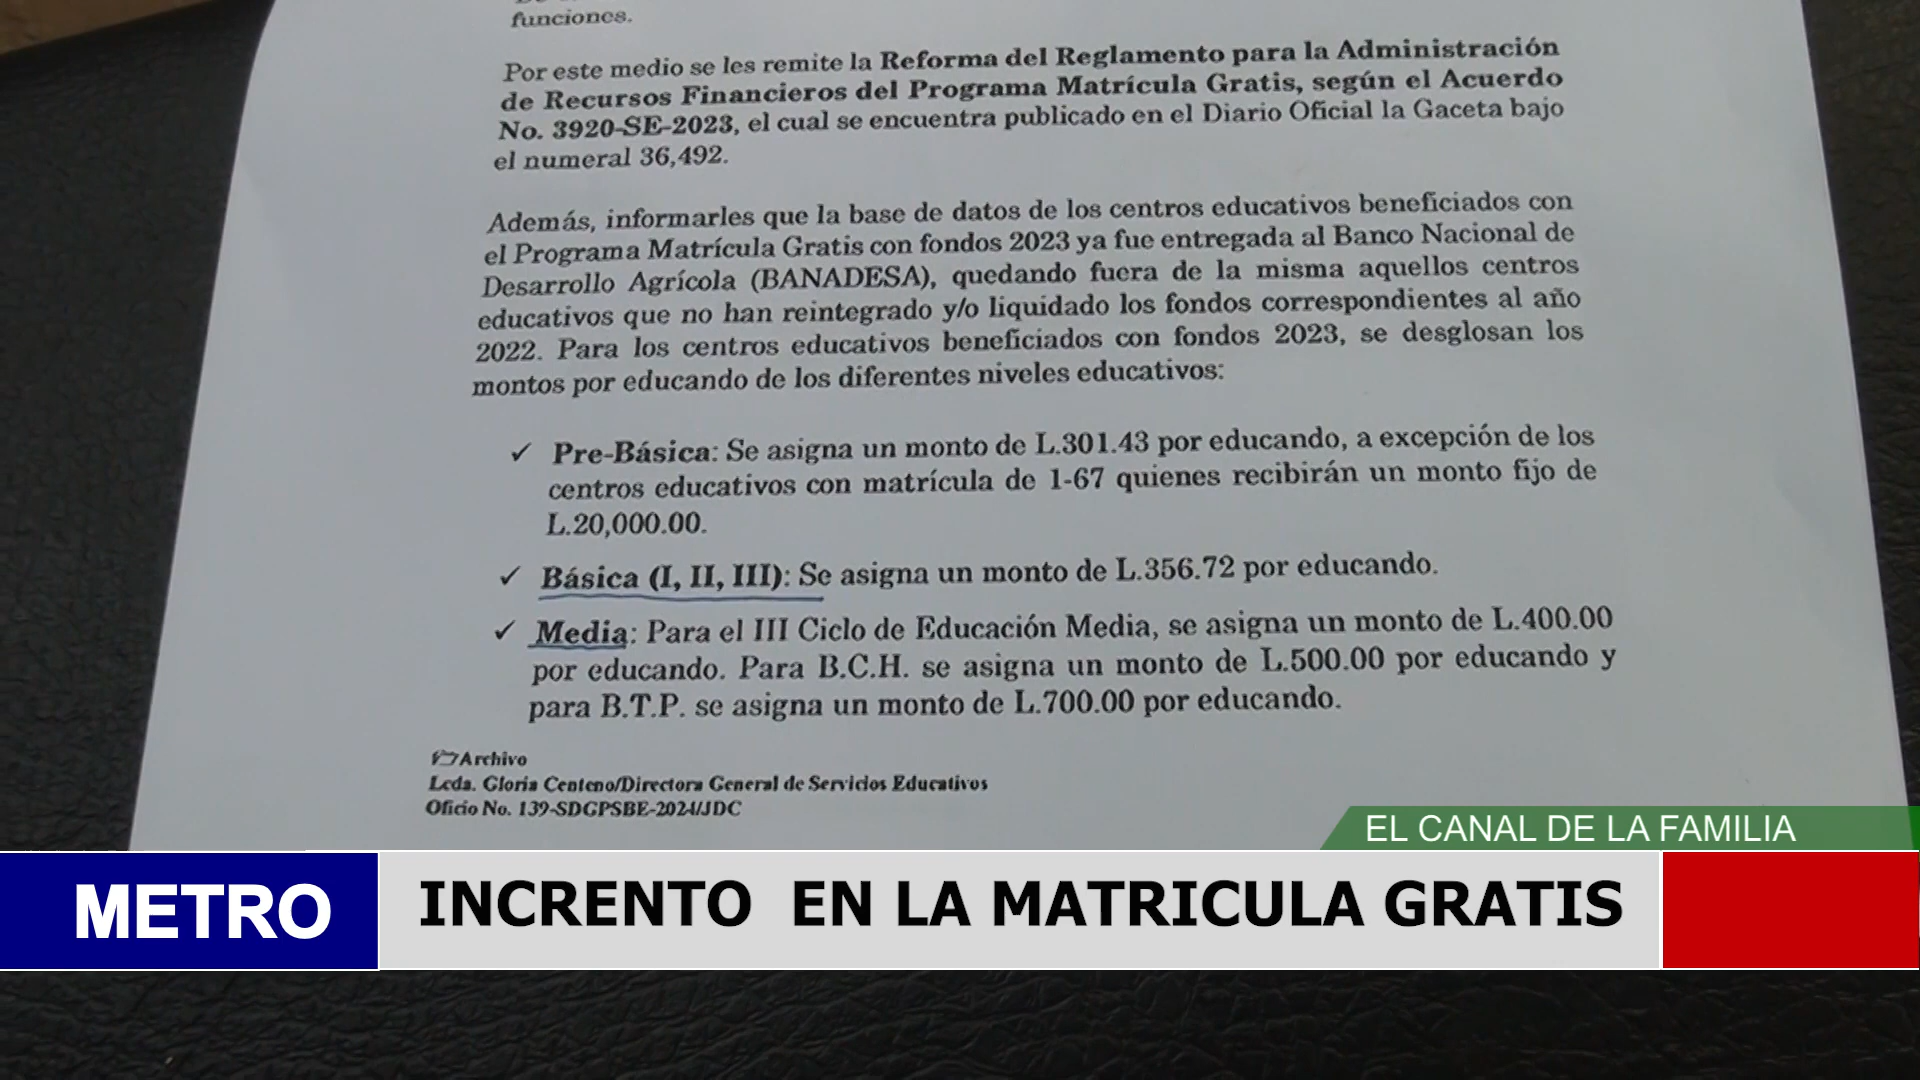 funciones.
Por este medio se les remite la Reforma del Reglamento para la Administración
de Recursos Financieros del Programa Matrícula Gratis, según el Acuerdo
No. 3920-SE-2023, el cual se encuentra publicado en el Diario Oficial la Gaceta bajo
el numeral 36,492.
Además, informarles que la base de datos de los centros educativos beneficiados con
el Programa Matrícula Gratis con fondos 2023 ya fue entregada al Banco Nacional de
Desarrollo Agrícola (BANADESA), quedando fuera de la misma aquellos centros
educativos que no han reintegrado y/o liquidado los fondos correspondientes al año
2022. Para los centros educativos beneficiados con fondos 2023, se desglosan los
montos por educando de los diferentes niveles educativos:
✓ Pre-Básica: Se asigna un monto de L.301.43 por educando, a excepción de los
centros educativos con matrícula de 1-67 quienes recibirán un monto fijo de
L.20,000.00.
✓ Básica (I, II, III): Se asigna un monto de L.356.72 por educando.
✓ Media: Para el III Ciclo de Educación Media, se asigna un monto de L.400.00
por educando. Para B.C.H. se asigna un monto de L.500.00 por educando y
para B.T.P. se asigna un monto de L.700.00 por educando.
Archivo
Lcda. Gloria Centeno/Directora General de Servicios Educativos
Oficio No. 139-SDGPSBE-2024/JDC
EL CANAL DE LA FAMILIA
METRO
INCRENTO EN LA MATRICULA GRATIS